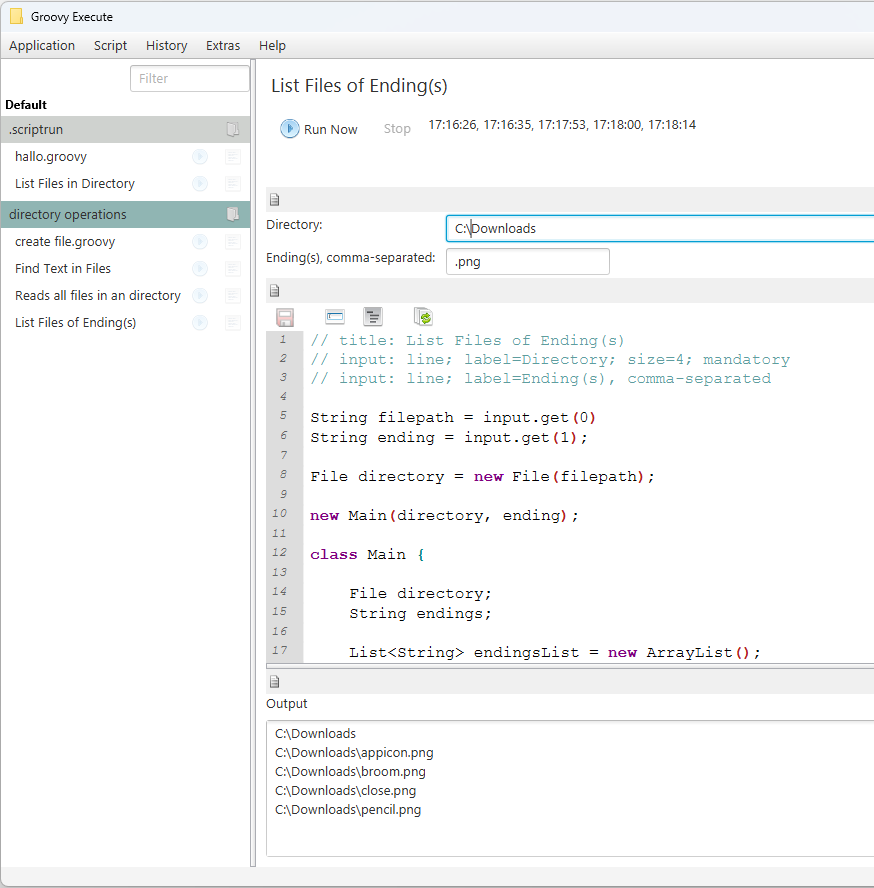 Groovy Execute
Application Script History Extras Help
Filter
Default
.scriptrun
hallo.groovy
List Files in Directory
directory operations
create file.groovy
Find Text in Files
Reads all files in an directory
List Files of Ending(s)
List Files of Ending(s)
Run Now Stop 17:16:26, 17:16:35, 17:17:53, 17:18:00, 17:18:14
Directory: C:\Downloads
Ending(s), comma-separated: .png
1 // title: List Files of Ending(s)
2 // input: line; label=Directory; size=4; mandatory
3 // input: line; label=Ending(s), comma-separated
4
5 String filepath = input.get(0)
6 String ending = input.get(1);
7
8 File directory = new File(filepath);
9
10 new Main(directory, ending);
11
12 class Main {
13
14 File directory;
15 String endings;
16
17 List<String> endingsList = new ArrayList();
Output
C:\Downloads
C:\Downloads\appicon.png
C:\Downloads\broom.png
C:\Downloads\close.png
C:\Downloads\pencil.png